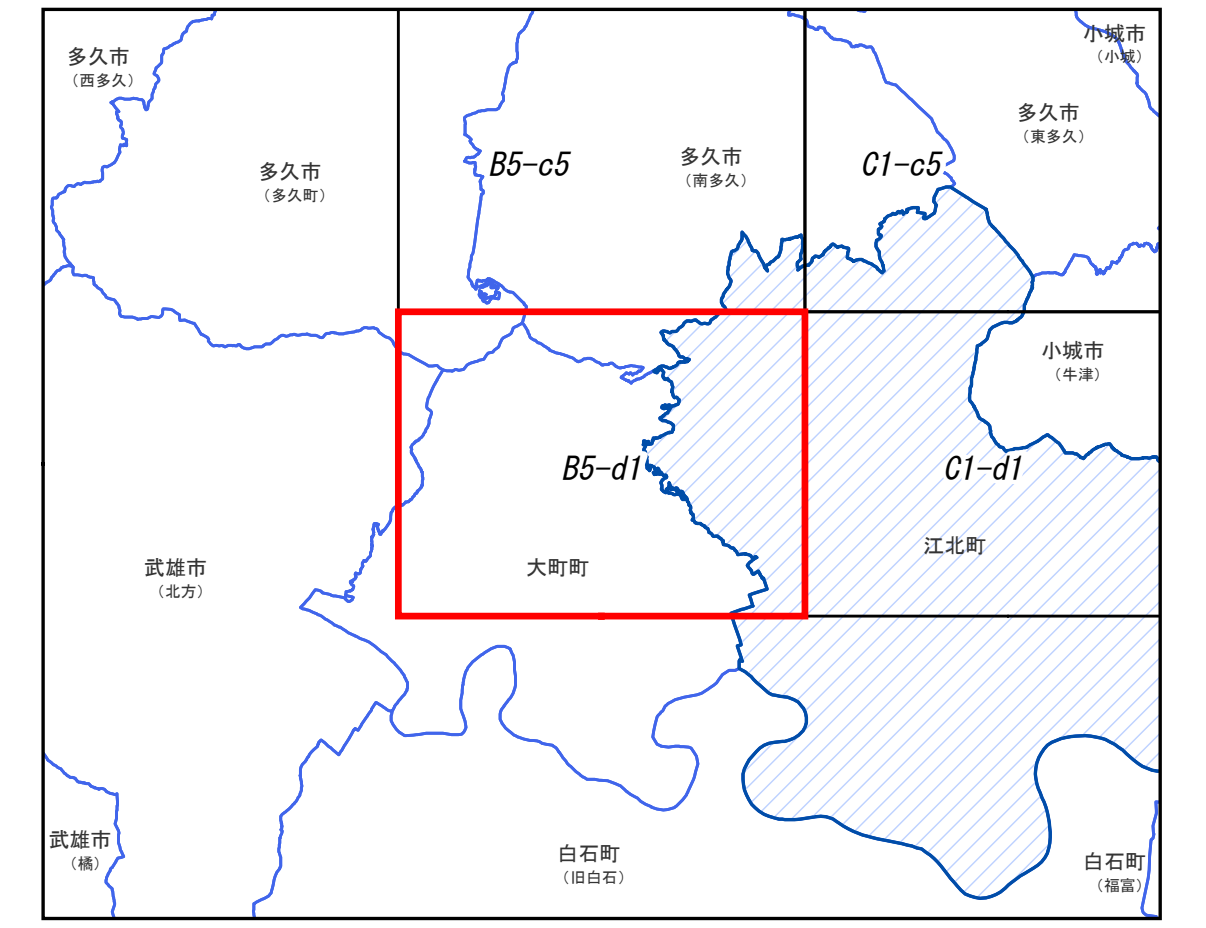 多久市
（西多久）
小城市
（小城）
多久市
（東多久）
多久市
（多久町）
B5-c5
多久市
（南多久）
C1-c5
小城市
（牛津）
B5-d1
C1-d1
江北町
武雄市
（北方）
大町町
武雄市
（橘）
白石町
（旧白石）
白石町
（福富）